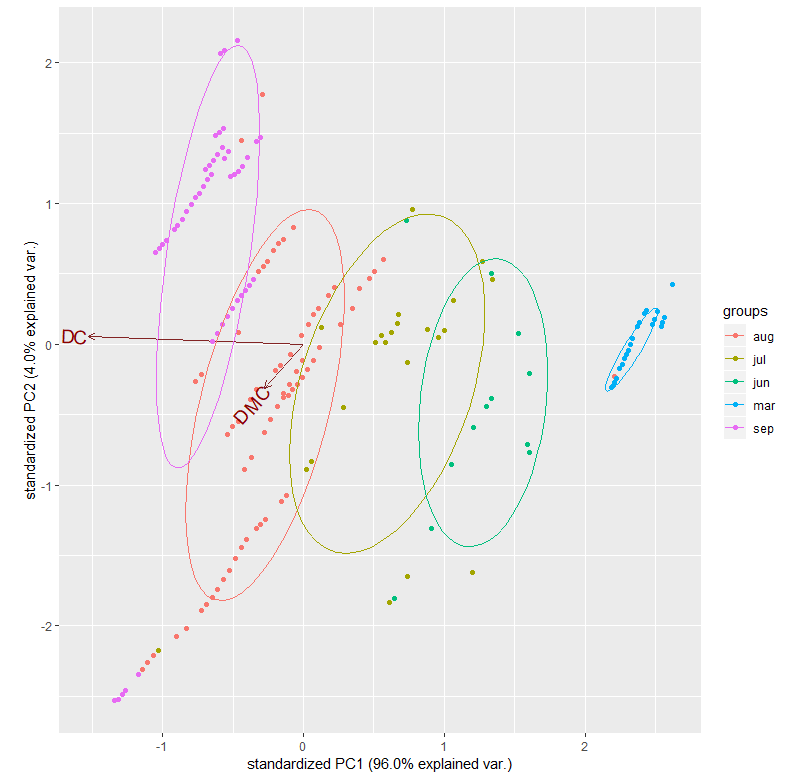 standardized PC2 (4.0% explained var.)
2
1
0
-1
-2
DC
DMC
-1
0
1
2
standardized PC1 (96.0% explained var.)
groups
aug
jul
jun
mar
sep